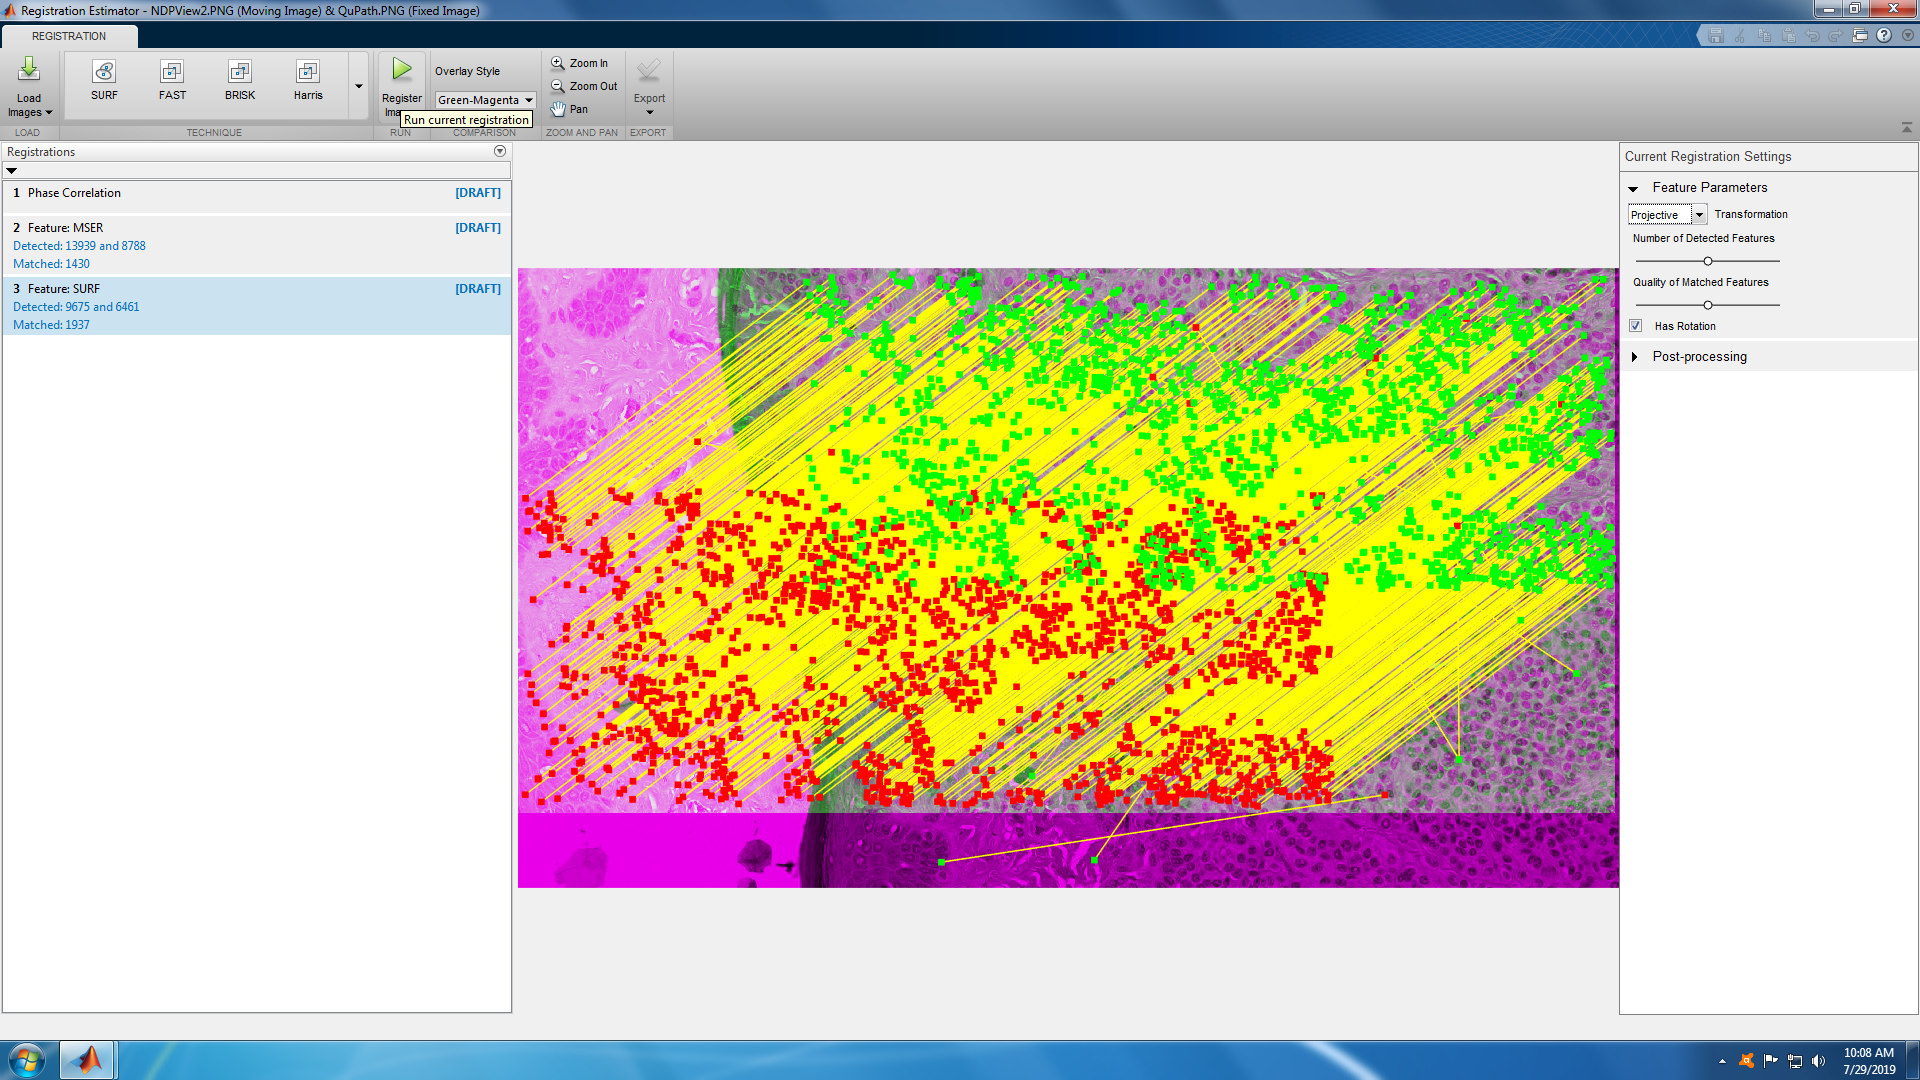 Registration Estimator - NDPView2.PNG (Moving Image) & QuPath.PNG (Fixed Image)
REGISTRATION
Load Images
SURF
FAST
BRISK
Harris
Register
Overlay Style
Green-Magenta
Run current registration
Zoom In
Zoom Out
Pan
Export
LOAD
TECHNIQUE
RUN
COMPARISON
ZOOM AND PAN
EXPORT
Registrations
1 Phase Correlation [DRAFT]
2 Feature: MSER [DRAFT]
Detected: 13939 and 8788
Matched: 1430
3 Feature: SURF [DRAFT]
Detected: 9675 and 6461
Matched: 1937
Current Registration Settings
Feature Parameters
Projective Transformation
Number of Detected Features
Quality of Matched Features
Has Rotation
Post-processing
10:08 AM
7/29/2019